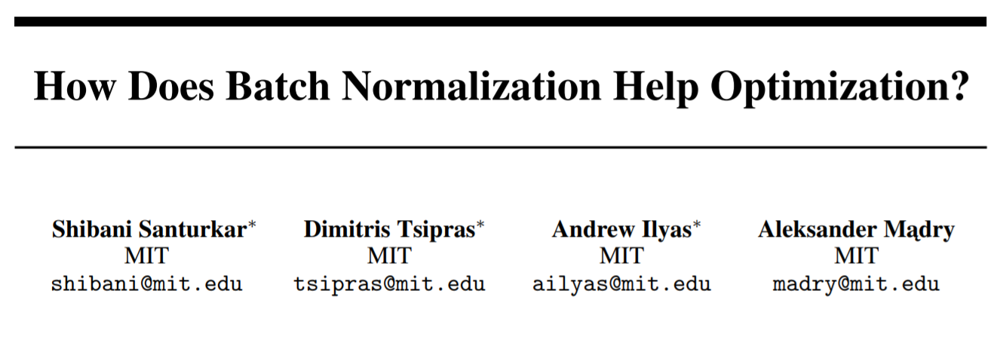 How Does Batch Normalization Help Optimization?
Shibani Santurkar* Dimitris Tsipras* Andrew Ilyas* Aleksander Mądry
MIT MIT MIT MIT
shibani@mit.edu tsipras@mit.edu ailyas@mit.edu madry@mit.edu